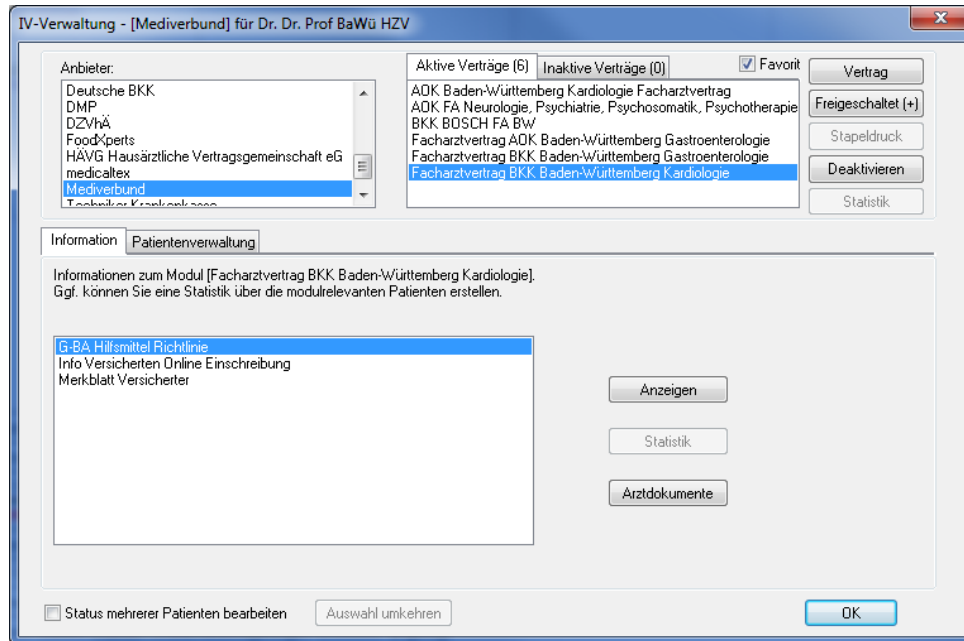 IV-Verwaltung - [Mediverbund] für Dr. Dr. Prof BaWü HZV
Anbieter:
Deutsche BKK
DMP
DZVhÄ
FoodXperts
HÄVG Hausärztliche Vertragsgemeinschaft eG
medicaltex
Mediverbund
Techniker Krankenkasse
Aktive Verträge (6)
Inaktive Verträge (0)
Favorit
AOK Baden-Württemberg Kardiologie Facharztvertrag
AOK FA Neurologie, Psychiatrie, Psychosomatik, Psychotherapie
BKK BOSCH FA BW
Facharztvertrag AOK Baden-Württemberg Gastroenterologie
Facharztvertrag BKK Baden-Württemberg Gastroenterologie
Facharztvertrag BKK Baden-Württemberg Kardiologie
Vertrag
Freigeschaltet (+)
Stapeldruck
Deaktivieren
Statistik
Information
Patientenverwaltung
Informationen zum Modul [Facharztvertrag BKK Baden-Württemberg Kardiologie].
Ggf. können Sie eine Statistik über die modulrelevanten Patienten erstellen.
G-BA Hilfsmittel Richtlinie
Info Versicherten Online Einschreibung
Merkblatt Versicherter
Anzeigen
Statistik
Arztdokumente
Status mehrerer Patienten bearbeiten
Auswahl umkehren
OK